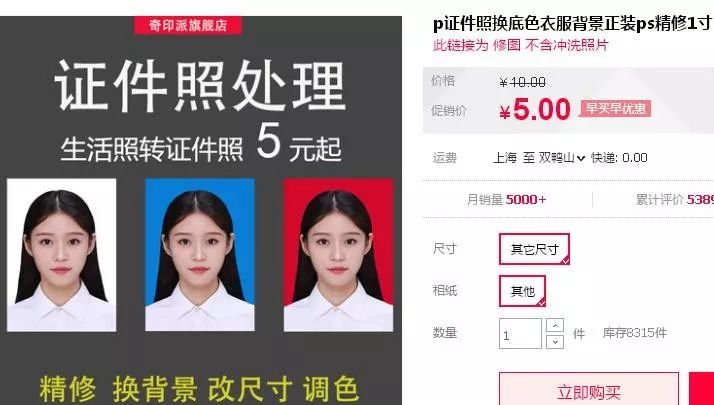 奇印派旗舰店
证件照处理
生活照转证件照 5 元起
精修 换背景 改尺寸 调色
p证件照换底色衣服背景正装ps精修1寸
此链接为 修图 不含冲洗照片
价格 ¥10.00
促销价 ¥5.00 早买早优惠
运费 上海 至 双鸭山 快递: 0.00
月销量 5000+ 累计评价 5389
尺寸 其它尺寸
相纸 其他
数量 1 件 库存8315件
立即购买